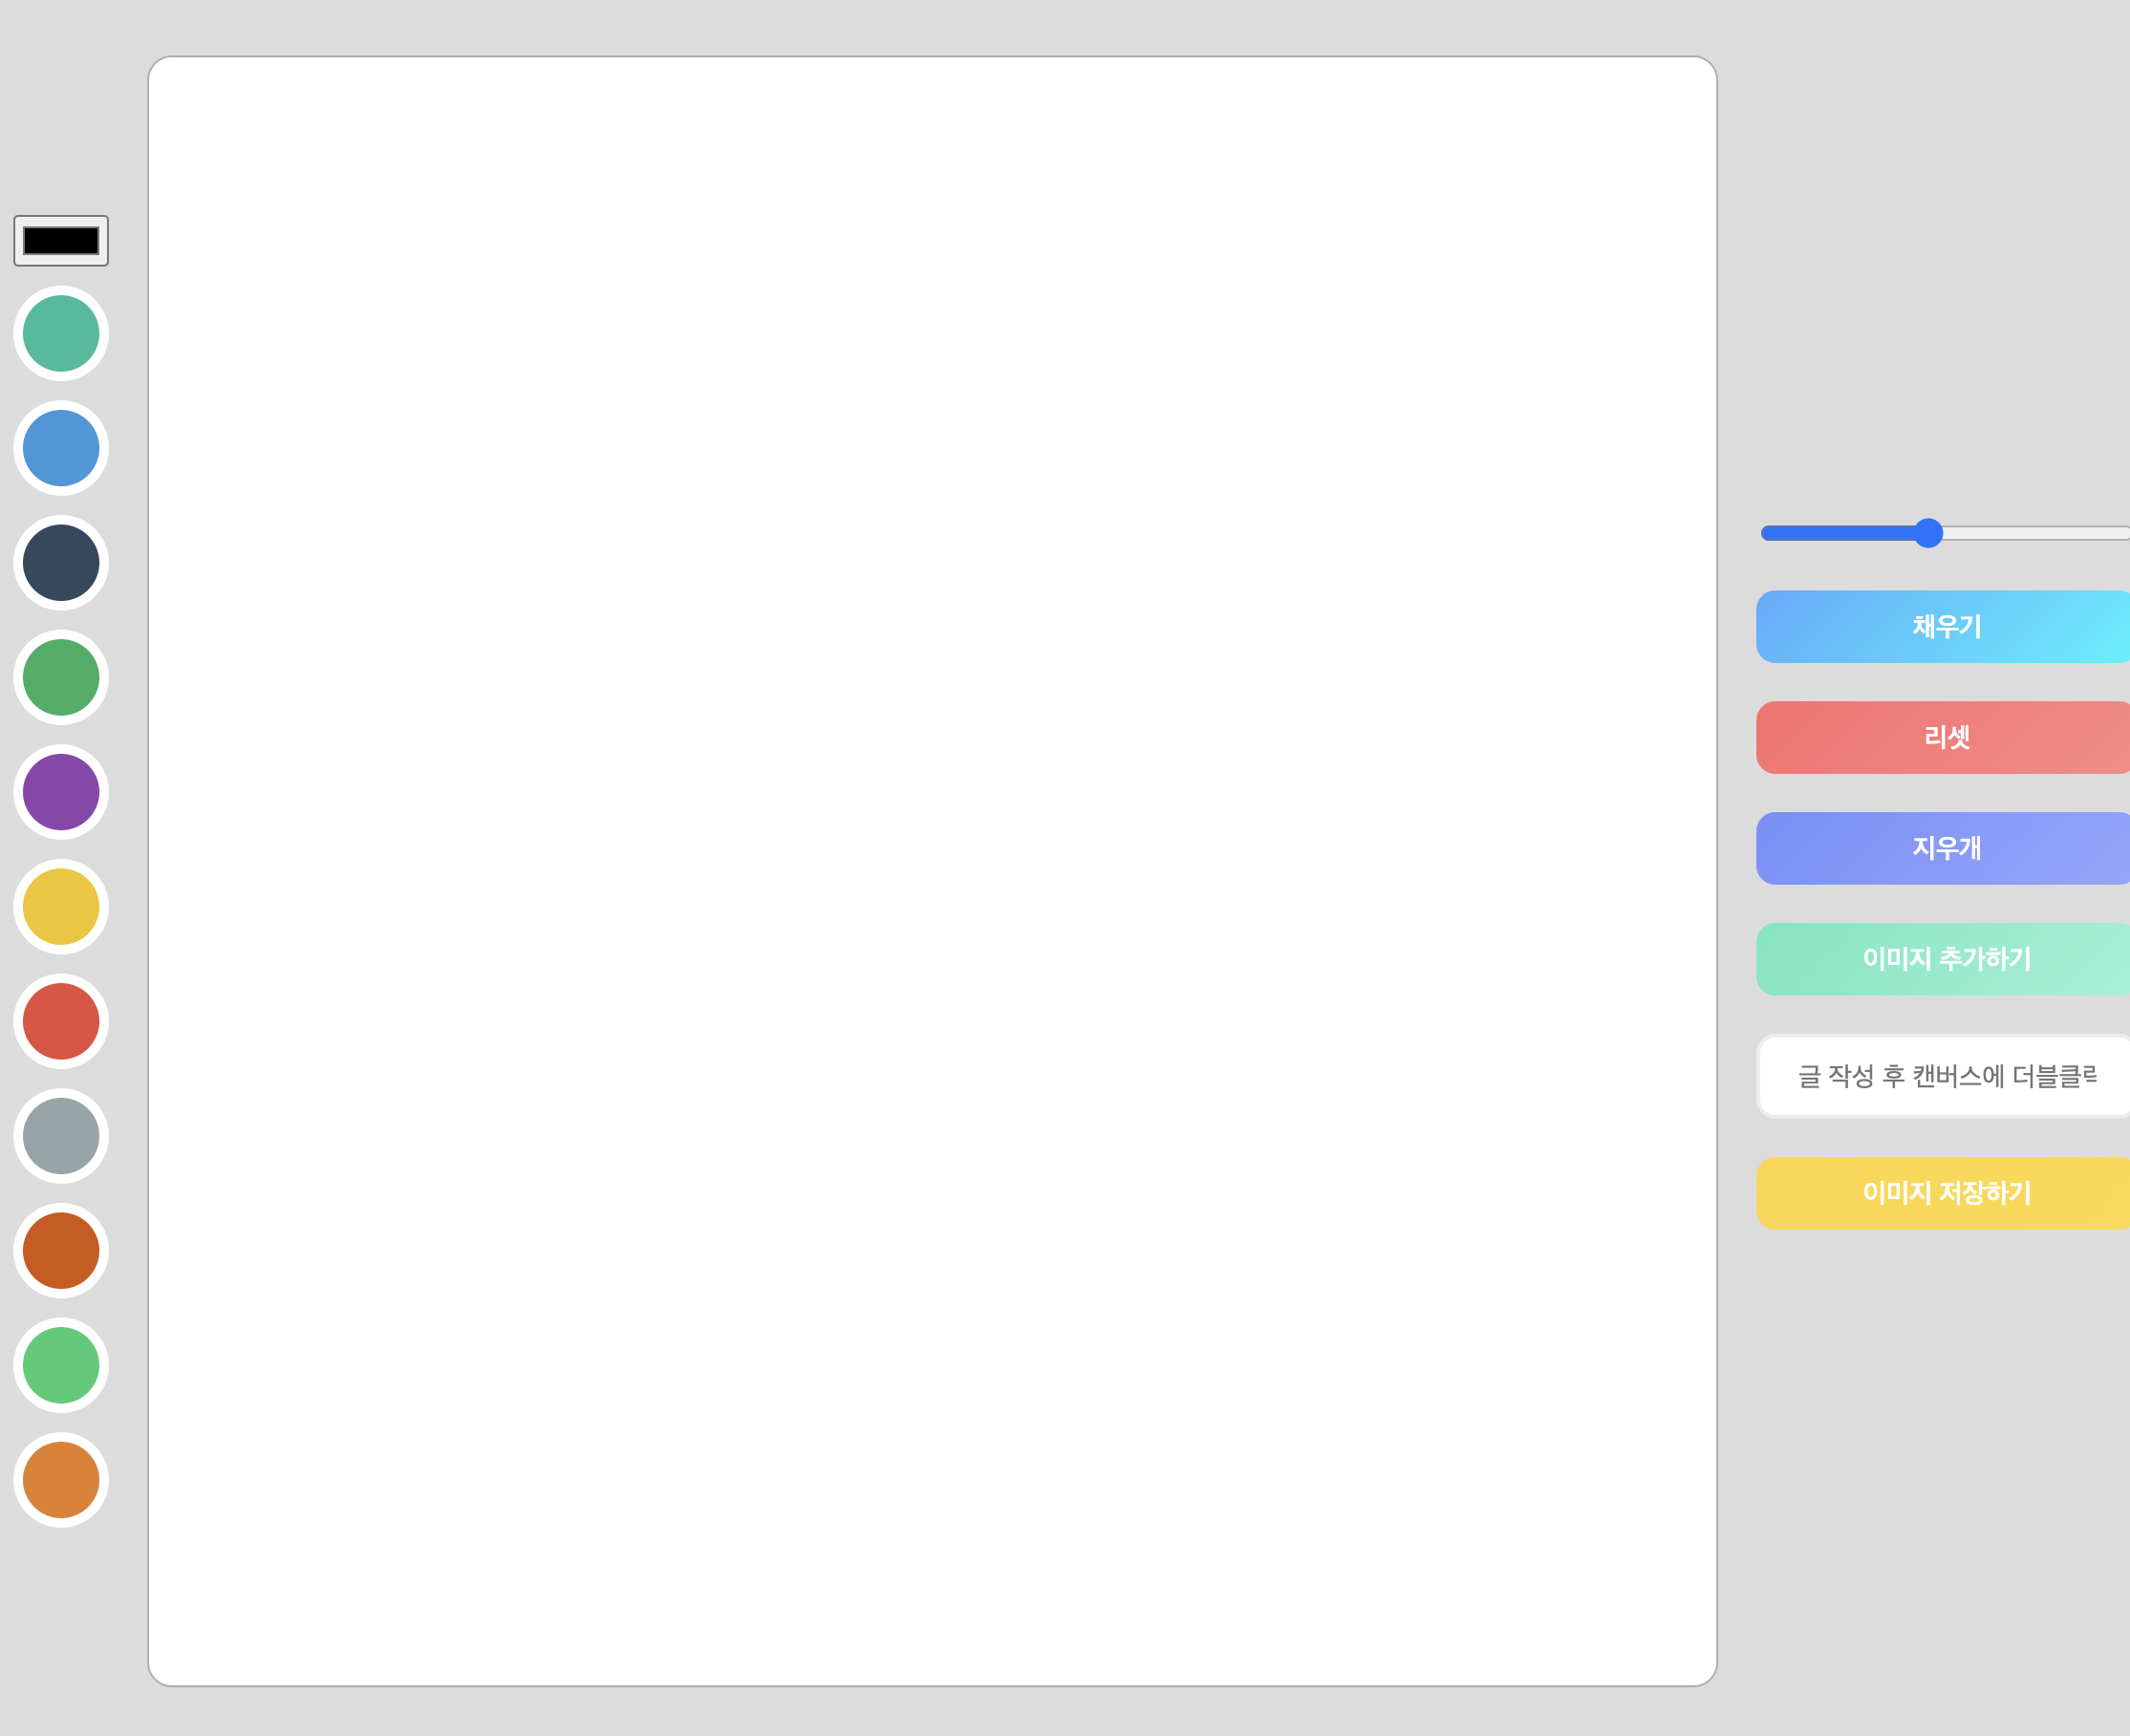 채우기
리셋
지우개
이미지 추가하기
글 작성 후 캔버스에 더블클르
이미지 저장하기